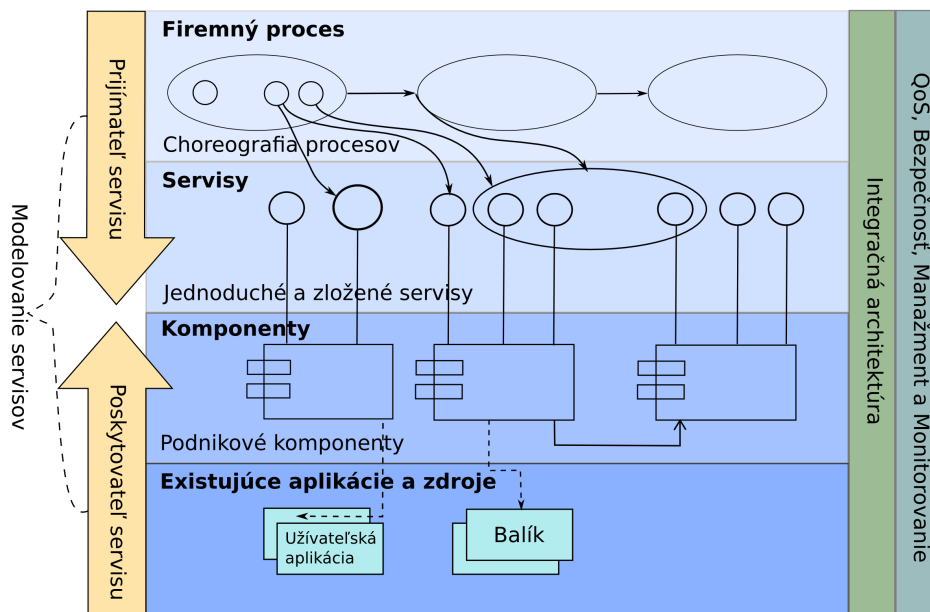 Firemný proces
Choreografia procesov
Servisy
Jednoduché a zložené servisy
Komponenty
Podnikové komponenty
Existujúce aplikácie a zdroje
Užívateľská
aplikácia
Balík
Modelovanie servisov
Prijímateľ servisu
Poskytovateľ servisu
Integračná architektúra
QoS, Bezpečnosť, Manažment a Monitorovanie